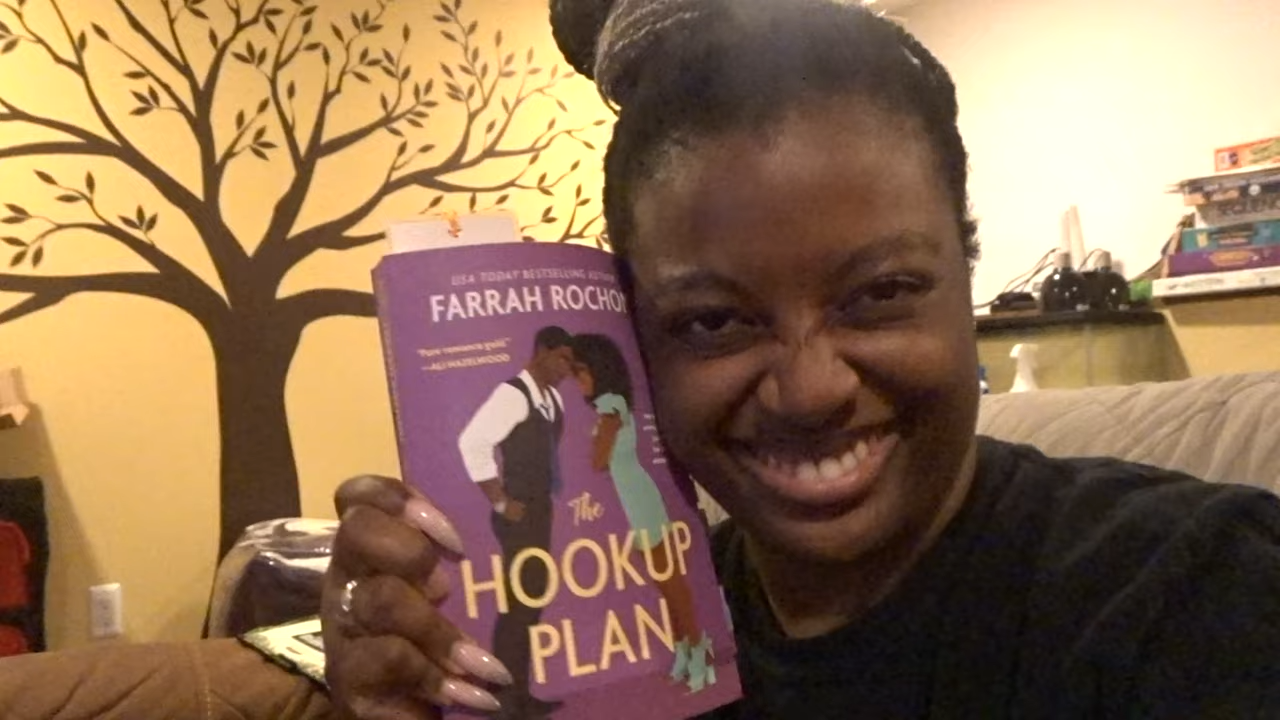 USA TODAY BESTSELLING AUTHOR
FARRAH ROCHON
"Pure romance gold."
—ALI HAZELWOOD
The
HOOKUP
PLAN